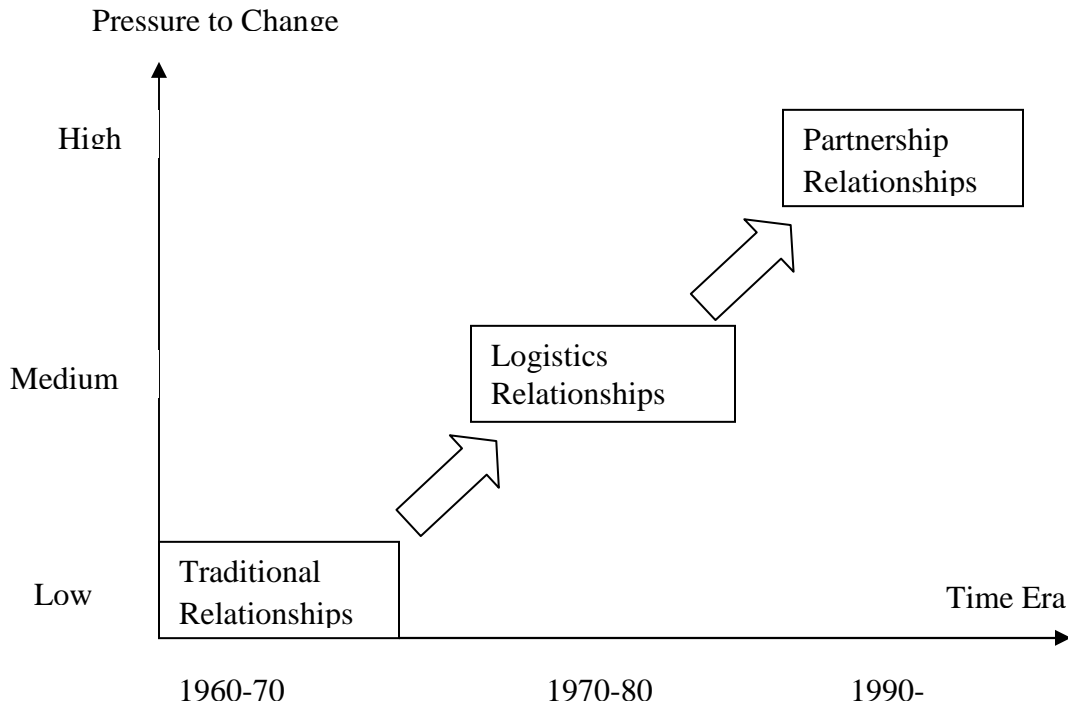 Pressure to Change
High
Partnership
Relationships
Logistics
Relationships
Medium
Traditional
Relationships
Low
Time Era
1960-70
1970-80
1990-